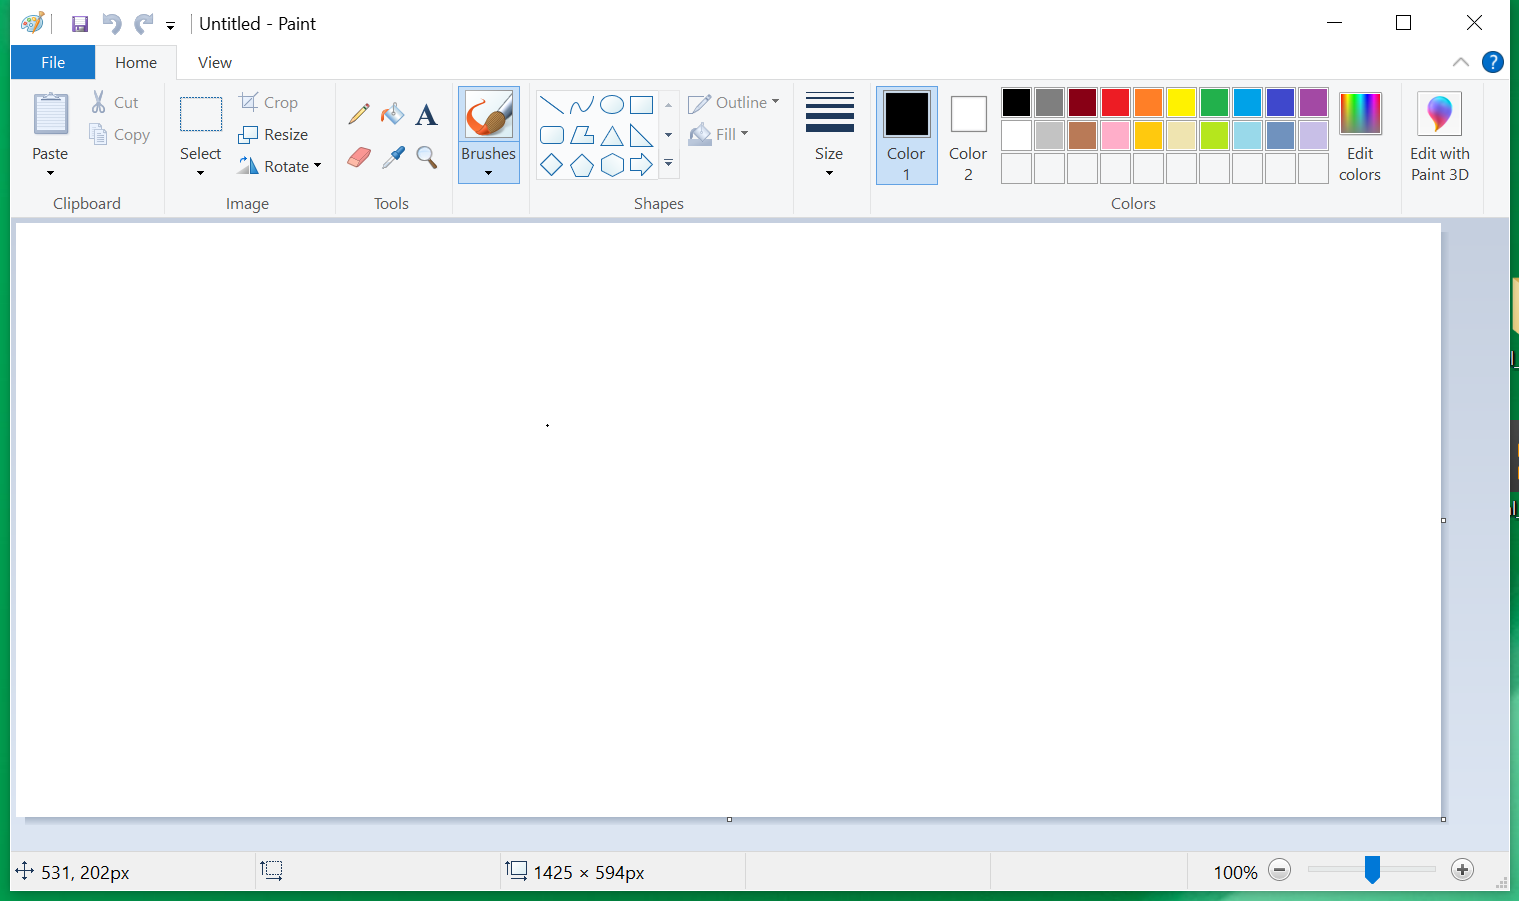 Untitled - Paint
File Home View
Paste
Cut
Copy
Clipboard
Select
Crop
Resize
Rotate
Image
A
Tools
Brushes
Shapes
Outline
Fill
Size
Color 1
Color 2
Colors
Edit colors
Edit with Paint 3D
?
531, 202px
1425 × 594px
100%